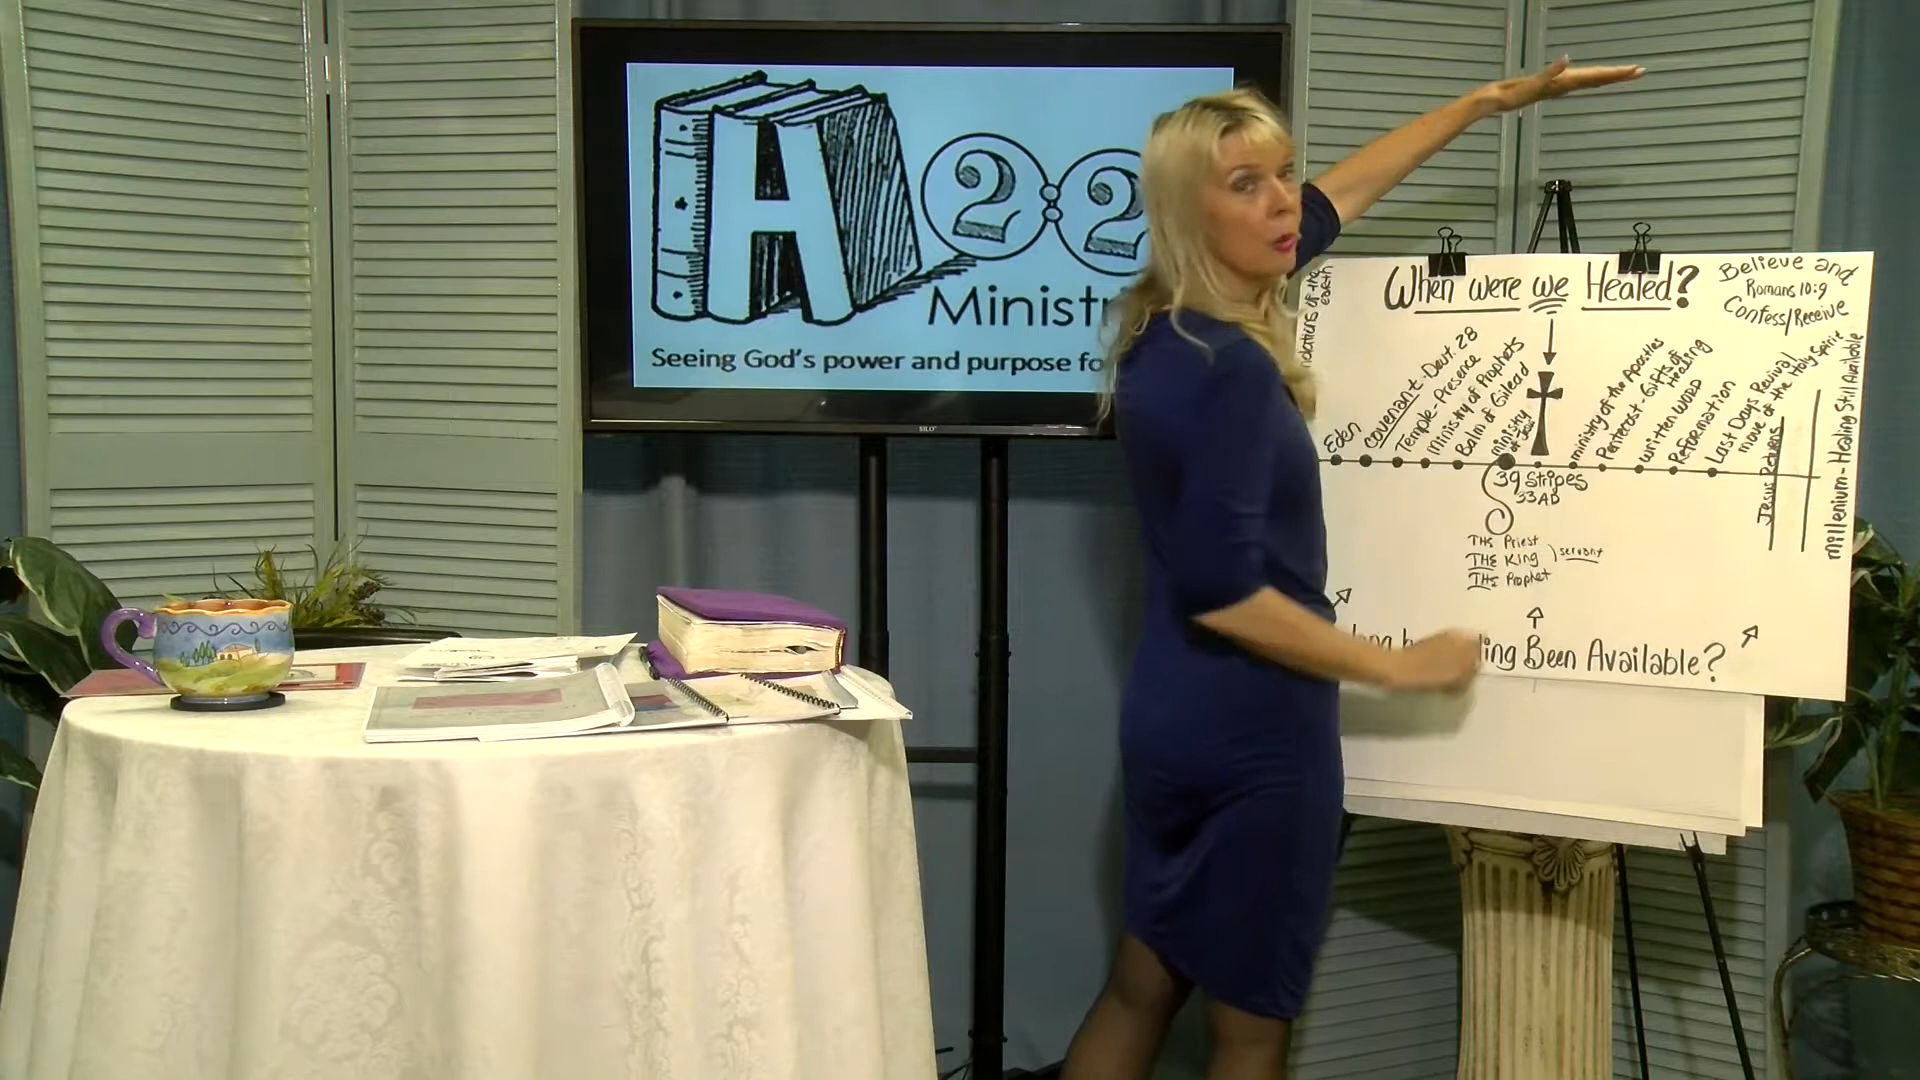 H 2:2
Ministr
Seeing God's power and purpose fo
EARTH
When were we Healed?
Believe and
Romans 10:9
Confess/Receive
Eden
covenant - Deut. 28
Temple - Presence
Ministry of Prophets
Balm of Gilead
ministry
of Jesus
ministry of the Apostles
Pentecost - Gifts of
Healing
written WORD
Reformation
Last Days Revival
move of the Holy Spirit
Jesus Returns
Millenium - Healing Still Available
39 Stripes
33 AD
THE Priest
THE King
THE Prophet
servant
Been Available?